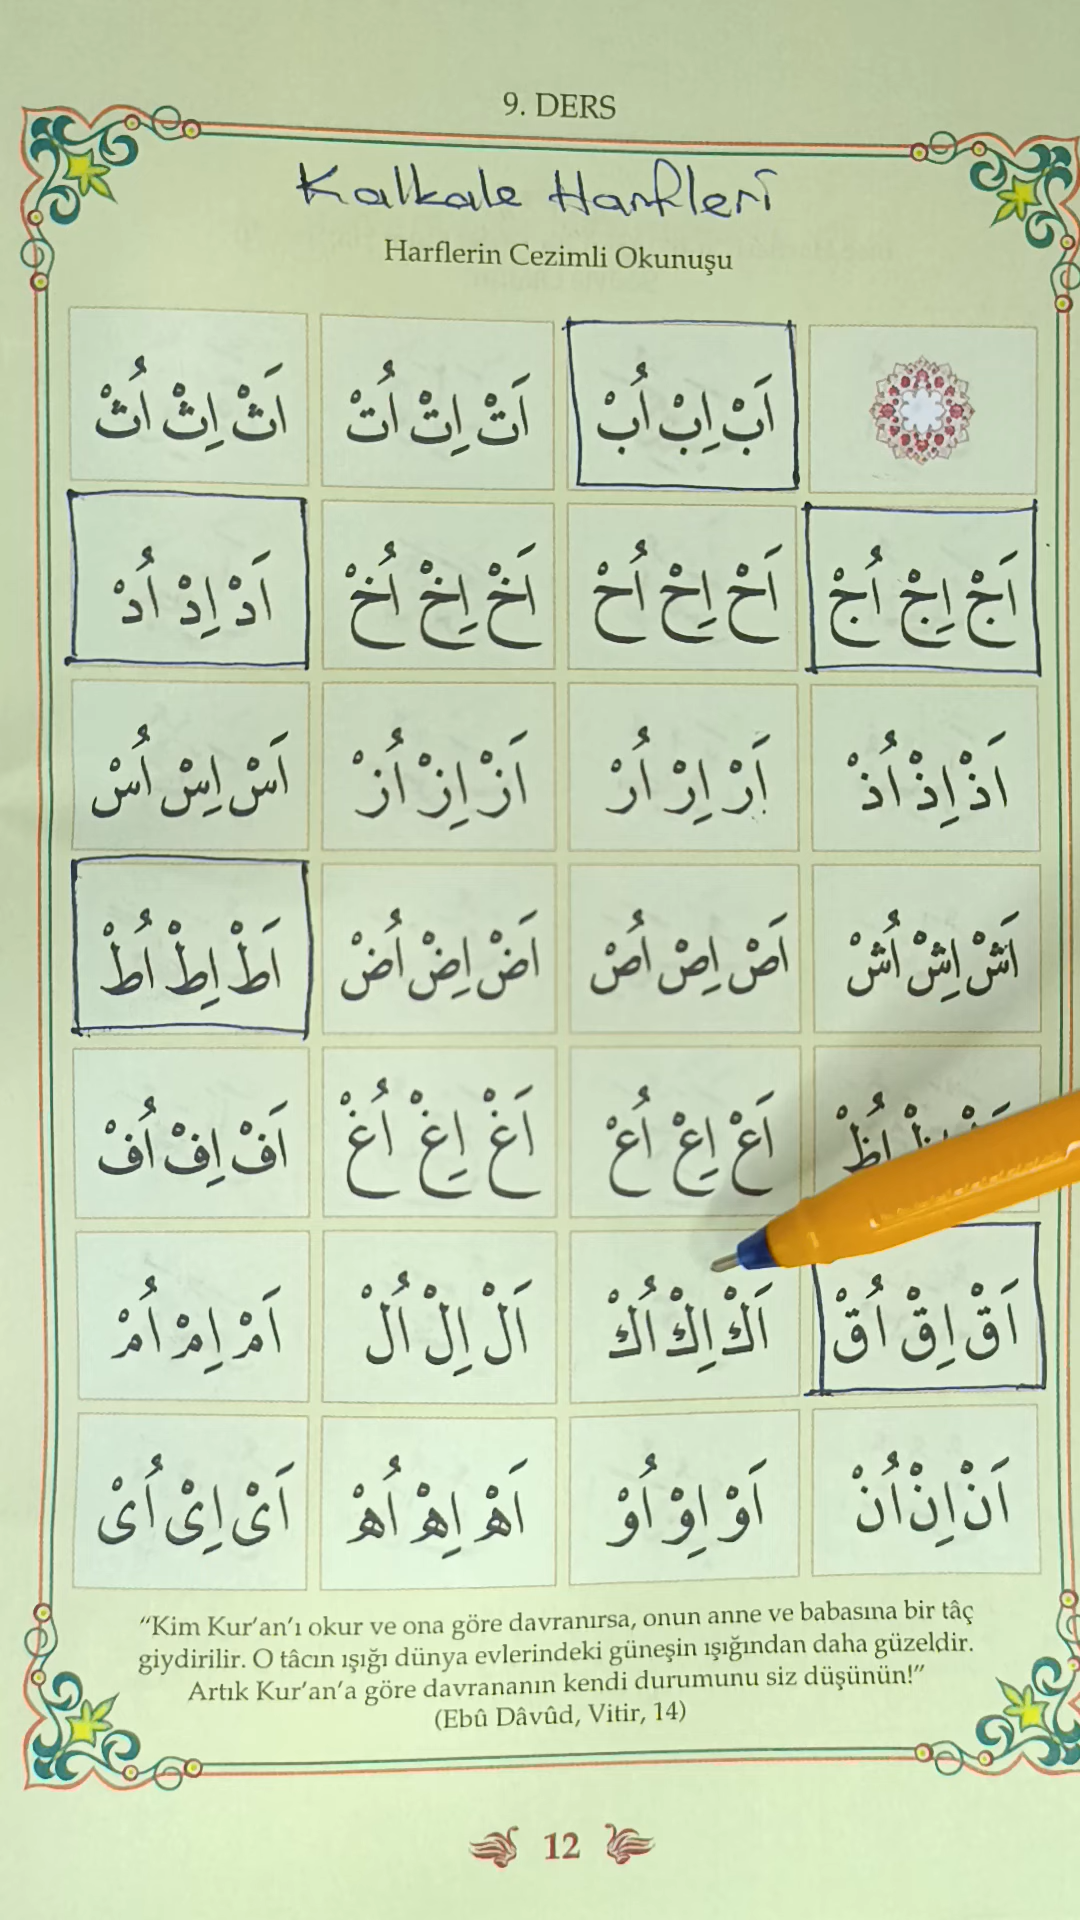 9. DERS
Kalkale Harfleri
Harflerin Cezimli Okunuşu
اَبْ اِبْ اُبْ
اَتْ اِتْ اُتْ
اَثْ اِثْ اُثْ
اَجْ اِجْ اُجْ
اَحْ اِحْ اُحْ
اَخْ اِخْ اُخْ
اَدْ اِدْ اُدْ
اَذْ اِذْ اُذْ
اَرْ اِرْ اُرْ
اَزْ اِزْ اُزْ
اَسْ اِسْ اُسْ
اَشْ اِشْ اُشْ
اَصْ اِصْ اُصْ
اَضْ اِضْ اُضْ
اَطْ اِطْ اُطْ
اُظْ
اَعْ اِعْ اُعْ
اَغْ اِغْ اُغْ
اَفْ اِفْ اُفْ
اَقْ اِقْ اُقْ
اَكْ اِكْ اُكْ
اَلْ اِلْ اُلْ
اَمْ اِمْ اُمْ
اَنْ اِنْ اُنْ
اَوْ اِوْ اُوْ
اَهْ اِهْ اُهْ
اَىْ اِىْ اُىْ
“Kim Kur’an’ı okur ve ona göre davranırsa, onun anne ve babasına bir tâç
giydirilir. O tâcın ışığı dünya evlerindeki güneşin ışığından daha güzeldir.
Artık Kur’an’a göre davrananın kendi durumunu siz düşünün!”
(Ebû Dâvûd, Vitir, 14)
12